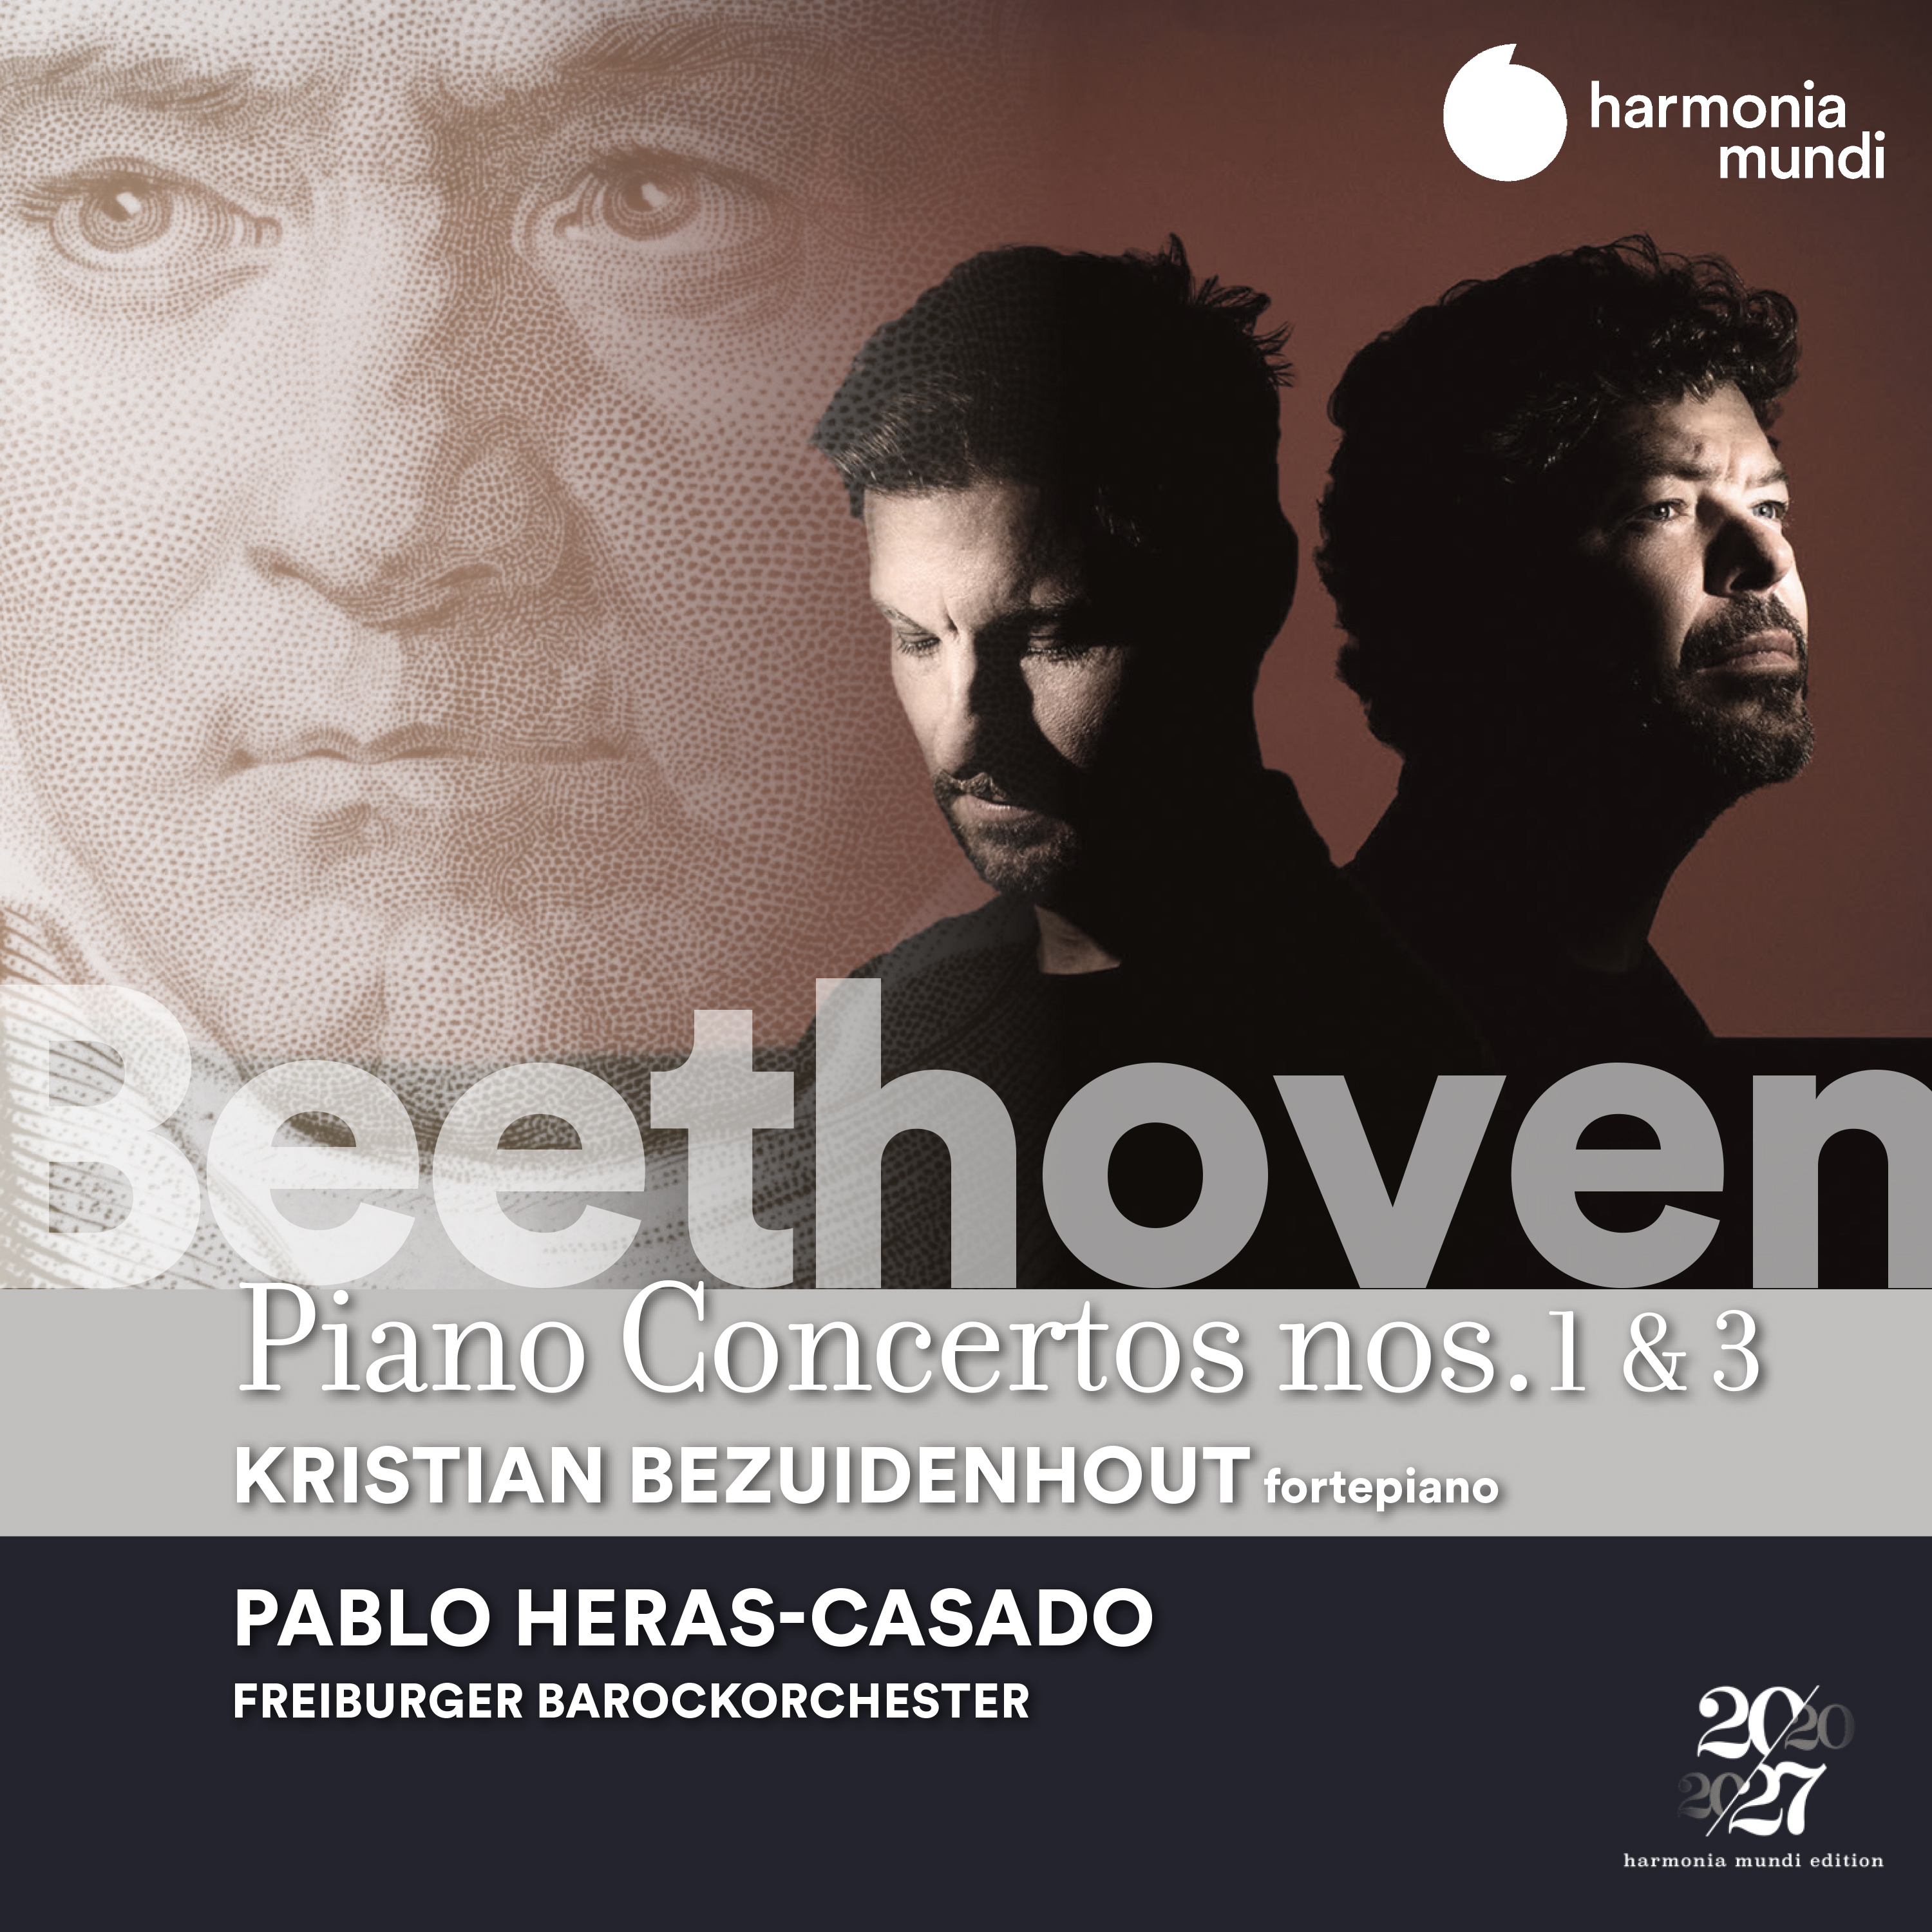 harmonia
mundi
Beethoven
Piano Concertos nos. 1 & 3
KRISTIAN BEZUIDENHOUT fortepiano
PABLO HERAS-CASADO
FREIBURGER BAROCKORCHESTER
20/20
20/27
harmonia mundi edition